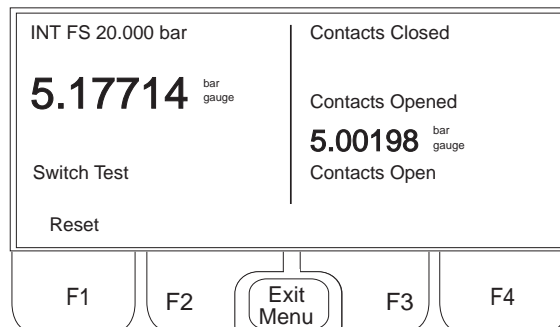 INT FS 20.000 bar
5.17714 bar
gauge
Switch Test
Reset
Contacts Closed
Contacts Opened
5.00198 bar
gauge
Contacts Open
F1
F2
Exit
Menu
F3
F4